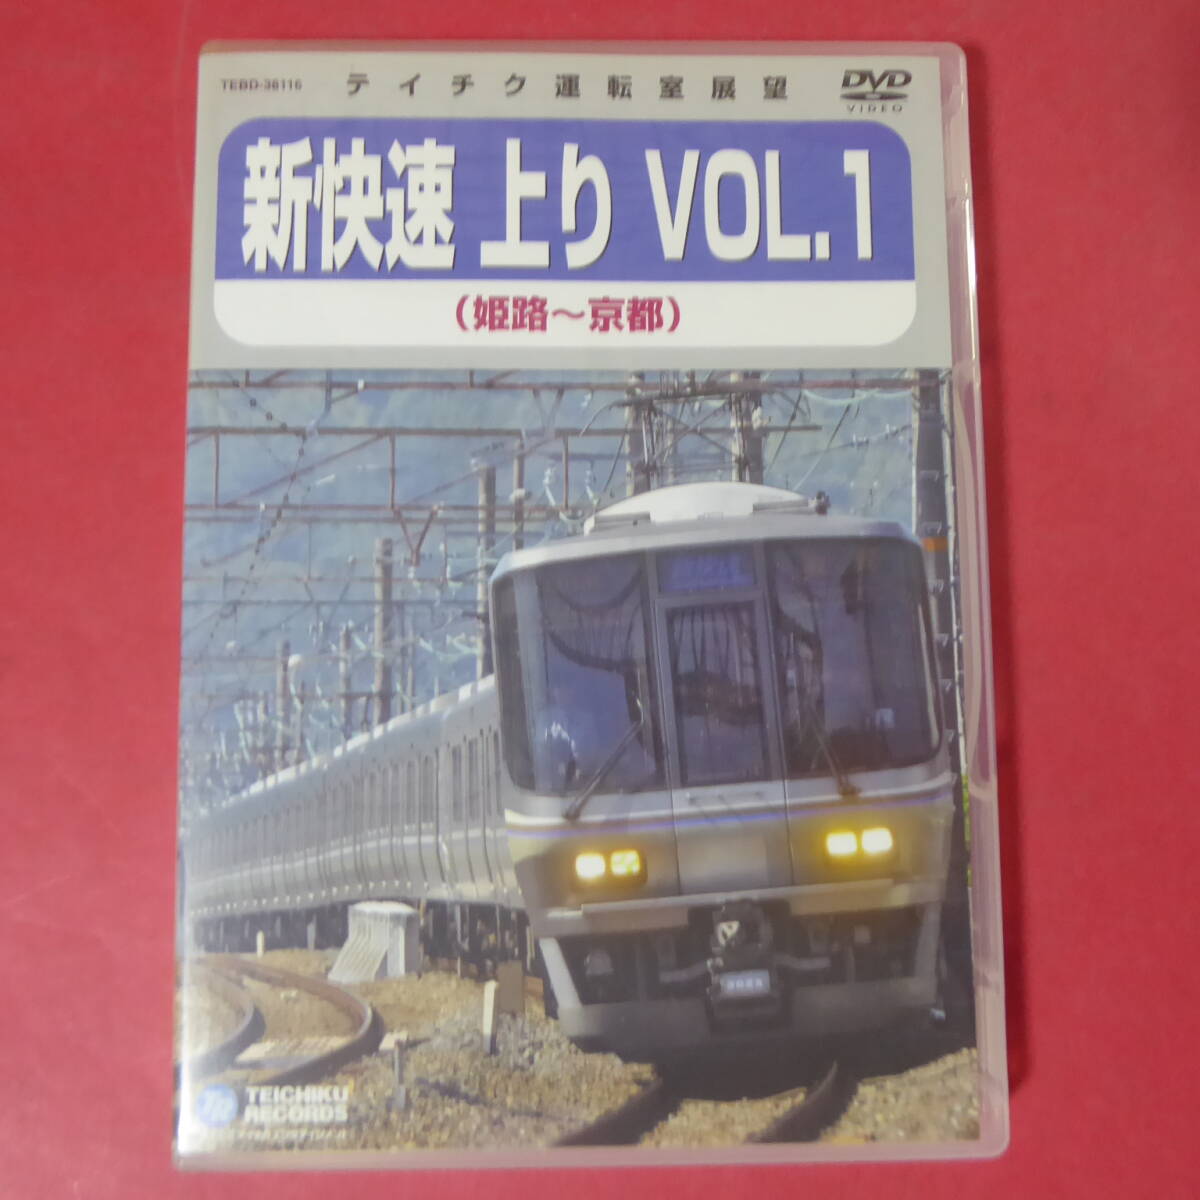 TEBD-38116 テイチク運転室展望 DVD
VIDEO
新快速 上り VOL.1
(姫路～京都)
TEICHIKU
RECORDS